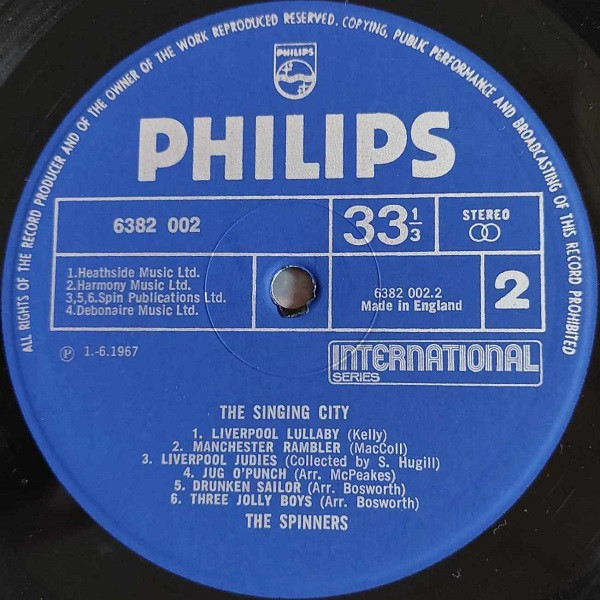 ALL RIGHTS OF THE RECORD PRODUCER AND OF THE OWNER OF THE WORK REPRODUCED RESERVED. COPYING, PUBLIC PERFORMANCE AND BROADCASTING OF THIS RECORD PROHIBITED
PHILIPS
PHILIPS
6382 002
33 1/3
STEREO
1.Heathside Music Ltd.
2.Harmony Music Ltd.
3,5,6.Spin Publications Ltd.
4.Debonaire Music Ltd.
6382 002.2
Made in England
2
Ⓟ 1.-6.1967
INTERNATIONAL
SERIES
THE SINGING CITY
1. LIVERPOOL LULLABY (Kelly)
2. MANCHESTER RAMBLER (MacColl)
3. LIVERPOOL JUDIES (Collected by S. Hugill)
4. JUG O'PUNCH (Arr. McPeakes)
5. DRUNKEN SAILOR (Arr. Bosworth)
6. THREE JOLLY BOYS (Arr. Bosworth)
THE SPINNERS